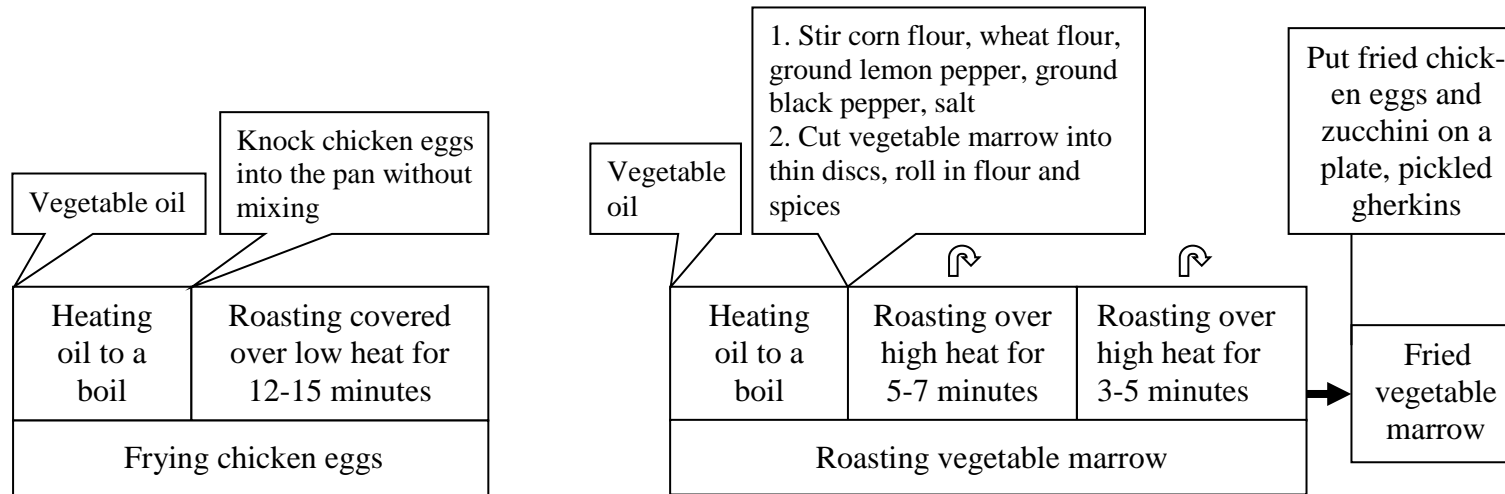 Vegetable oil
Knock chicken eggs
into the pan without
mixing
Heating
oil to a
boil
Roasting covered
over low heat for
12-15 minutes
Frying chicken eggs
Vegetable
oil
1. Stir corn flour, wheat flour,
ground lemon pepper, ground
black pepper, salt
2. Cut vegetable marrow into
thin discs, roll in flour and
spices
Heating
oil to a
boil
Roasting over
high heat for
5-7 minutes
Roasting over
high heat for
3-5 minutes
Roasting vegetable marrow
Put fried chick-
en eggs and
zucchini on a
plate, pickled
gherkins
Fried
vegetable
marrow